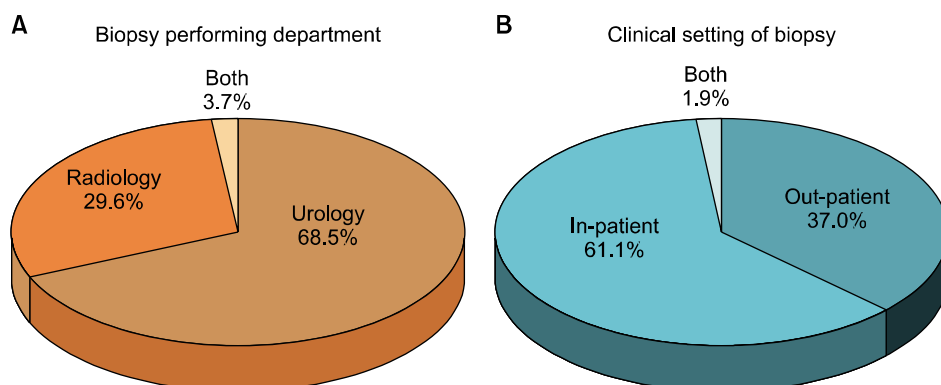 A
Biopsy performing department
Both
3.7%
Radiology
29.6%
Urology
68.5%
B
Clinical setting of biopsy
Both
1.9%
Out-patient
37.0%
In-patient
61.1%